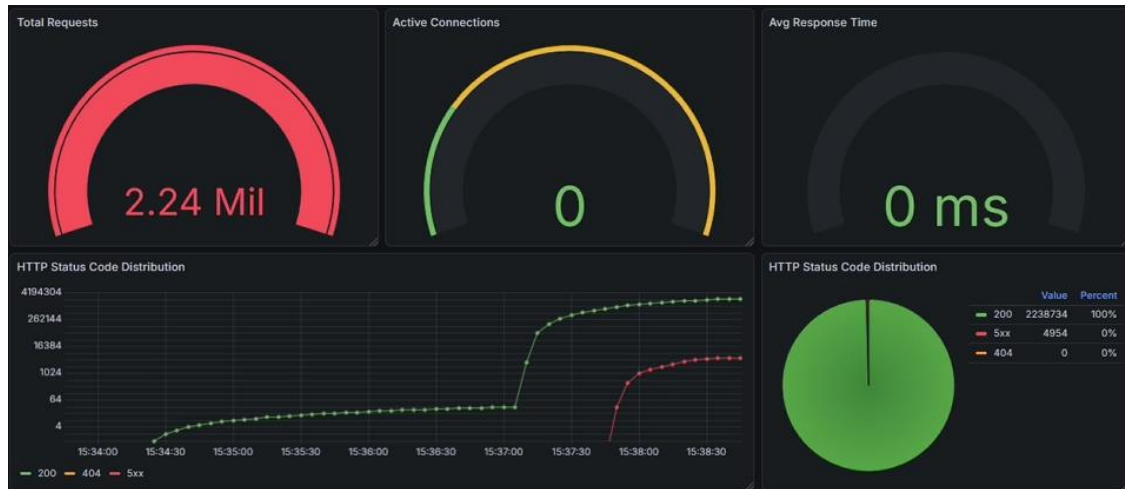 Total Requests
2.24 Mil
Active Connections
0
Avg Response Time
0 ms
HTTP Status Code Distribution
4194304
262144
16384
1024
64
4
15:34:00 15:34:30 15:35:00 15:35:30 15:36:00 15:36:30 15:37:00 15:37:30 15:38:00 15:38:30
200 404 5xx
HTTP Status Code Distribution
Value Percent
200 2238734 100%
5xx 4954 0%
404 0 0%